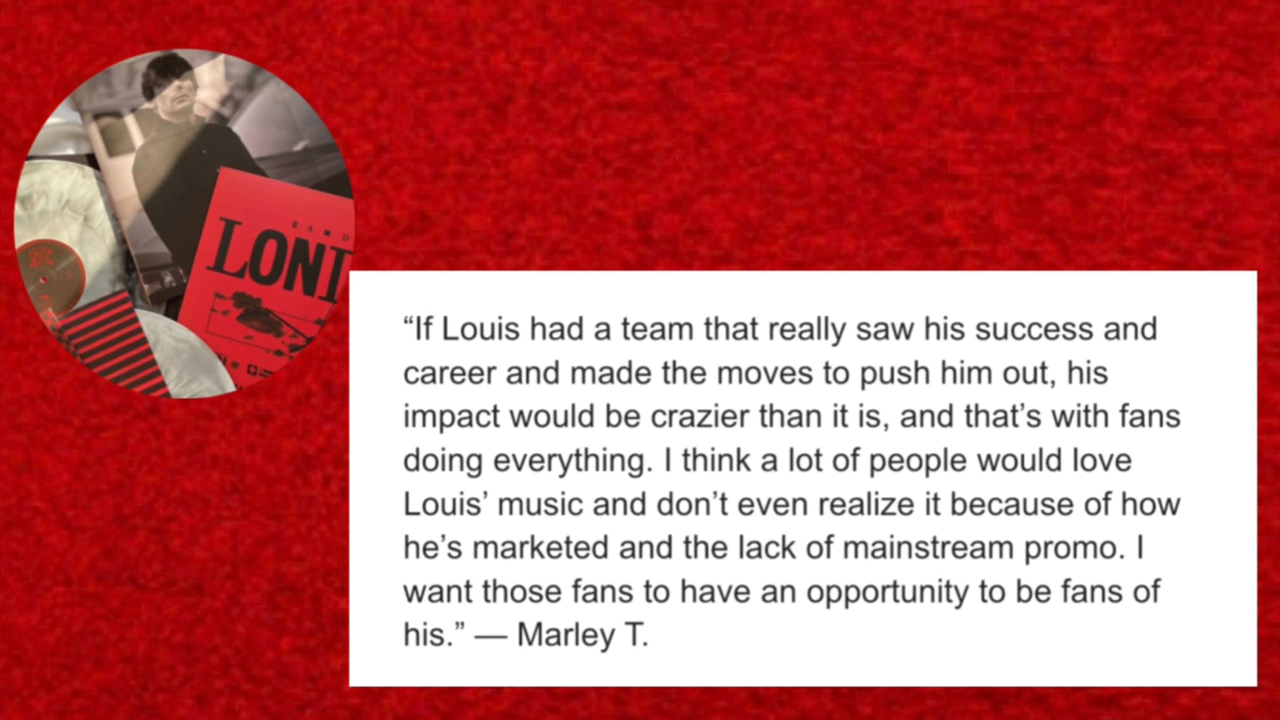 CAMD
LONI
“If Louis had a team that really saw his success and
career and made the moves to push him out, his
impact would be crazier than it is, and that’s with fans
doing everything. I think a lot of people would love
Louis’ music and don’t even realize it because of how
he’s marketed and the lack of mainstream promo. I
want those fans to have an opportunity to be fans of
his.” — Marley T.